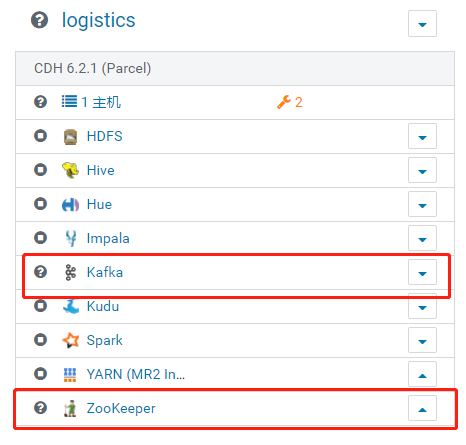 logistics
CDH 6.2.1 (Parcel)
1 主机 2
HDFS
Hive
Hue
Impala
Kafka
Kudu
Spark
YARN (MR2 In...
ZooKeeper